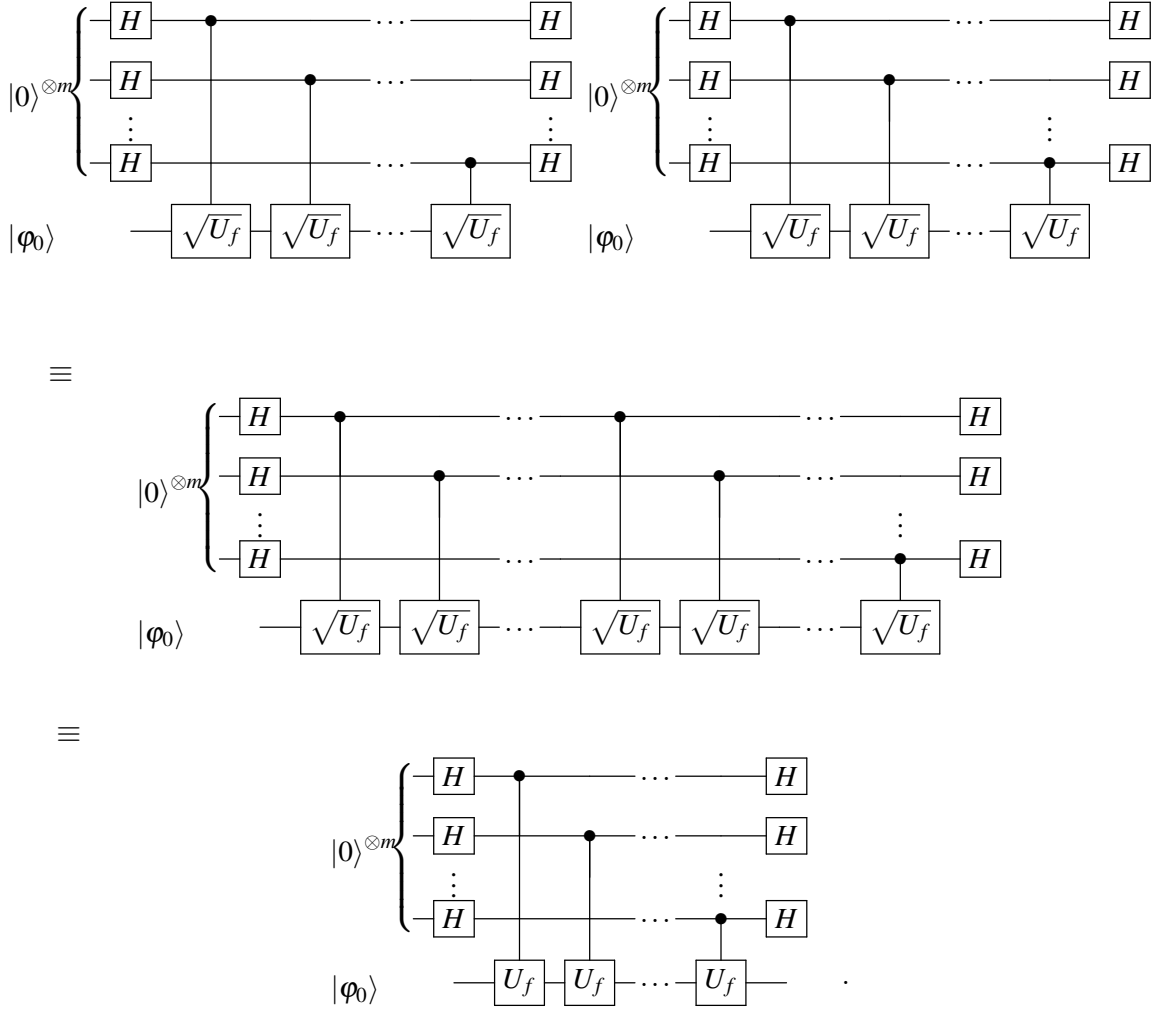 H … H H … H
|0⟩^{⊗m} H … H |0⟩^{⊗m} H … H
⋮ ⋮ ⋮ ⋮
H … H H … H
|φ₀⟩ √U_f √U_f … √U_f |φ₀⟩ √U_f √U_f … √U_f
≡
H … … H
|0⟩^{⊗m} H … … H
⋮ ⋮
H … … H
|φ₀⟩ √U_f √U_f … √U_f √U_f … √U_f
≡
H … H
|0⟩^{⊗m} H … H
⋮ ⋮
H … H
|φ₀⟩ U_f U_f … U_f .